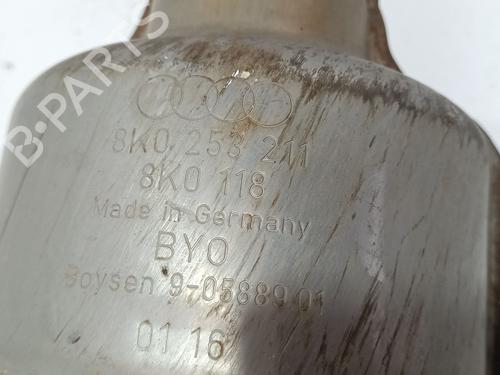 B-PARTS
8K0 253 211
8K0 118
Made in Germany
BYO
Boysen 9-05889 01
01 16